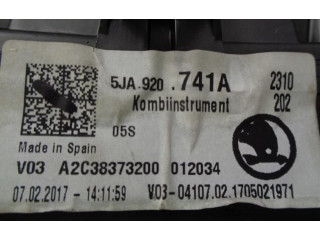 5JA-920 .741A 2310
Kombiinstrument 202
05S
Made in Spain
V03 A2C38373200 012034
07.02.2017 - 14:11:59 V03-04107.02.1705021971